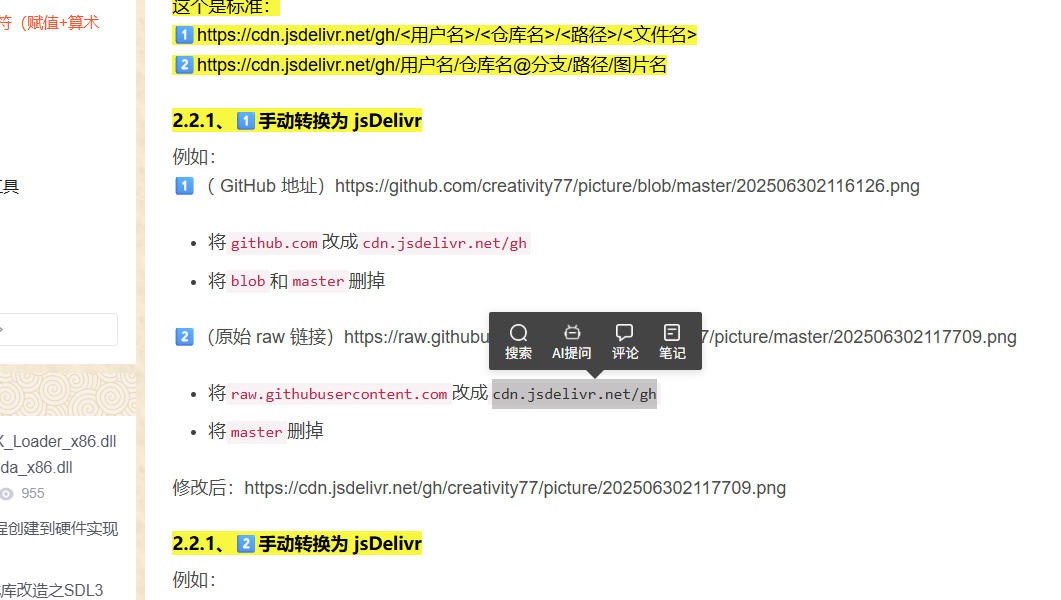 符（赋值+算术
工具
X_Loader_x86.dll
da_x86.dll
955
程创建到硬件实现
库改造之SDL3
这个是标准：
1 https://cdn.jsdelivr.net/gh/<用户名>/<仓库名>/<路径>/<文件名>
2 https://cdn.jsdelivr.net/gh/用户名/仓库名@分支/路径/图片名
2.2.1、 1 手动转换为 jsDelivr
例如：
1 （ GitHub 地址）https://github.com/creativity77/picture/blob/master/202506302116126.png
• 将 github.com 改成 cdn.jsdelivr.net/gh
• 将 blob 和 master 删掉
2 （原始 raw 链接）https://raw.githubu 7/picture/master/202506302117709.png
搜索 AI提问 评论 笔记
• 将 raw.githubusercontent.com 改成 cdn.jsdelivr.net/gh
• 将 master 删掉
修改后：https://cdn.jsdelivr.net/gh/creativity77/picture/202506302117709.png
2.2.1、 2 手动转换为 jsDelivr
例如：